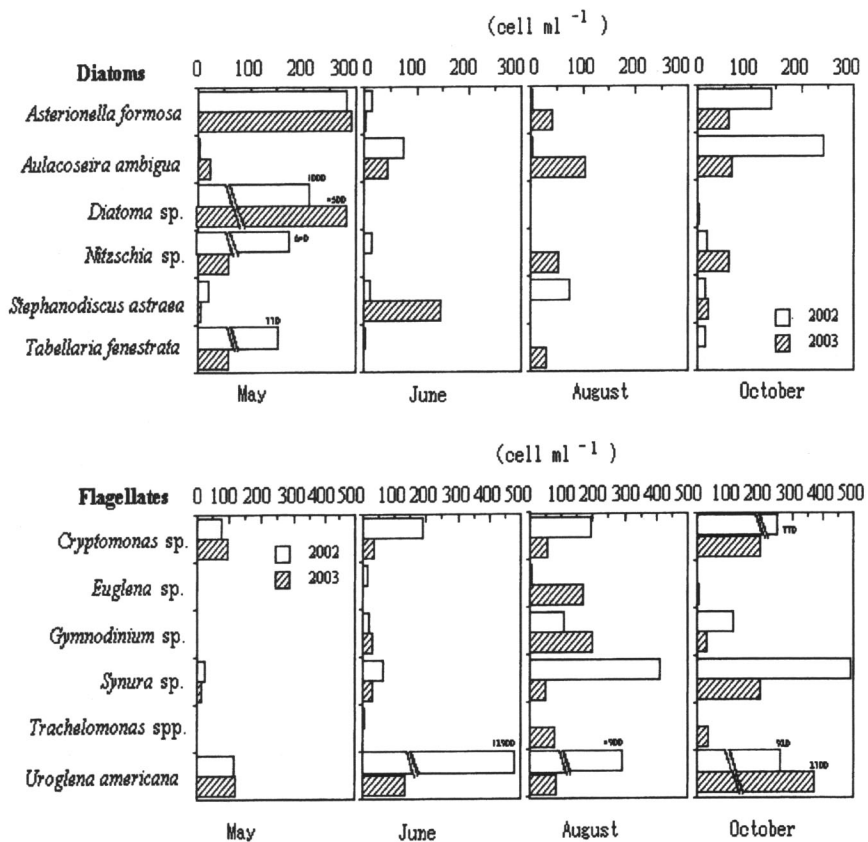 (cell ml -1 )
Diatoms
0 100 200 300 0 100 200 300 0 100 200 300 0 100 200 300
Asterionella formosa
Aulacoseira ambigua
Diatoma sp.
Nitzschia sp.
Stephanodiscus astraea
Tabellaria fenestrata
2002
2003
May June August October
(cell ml -1 )
Flagellates
0 100 200 300 400 500 100 200 300 400 500 100 200 300 400 500 100 200 300 400 500
Cryptomonas sp.
Euglena sp.
Gymnodinium sp.
Synura sp.
Trachelomonas spp.
Uroglena americana
2002
2003
May June August October